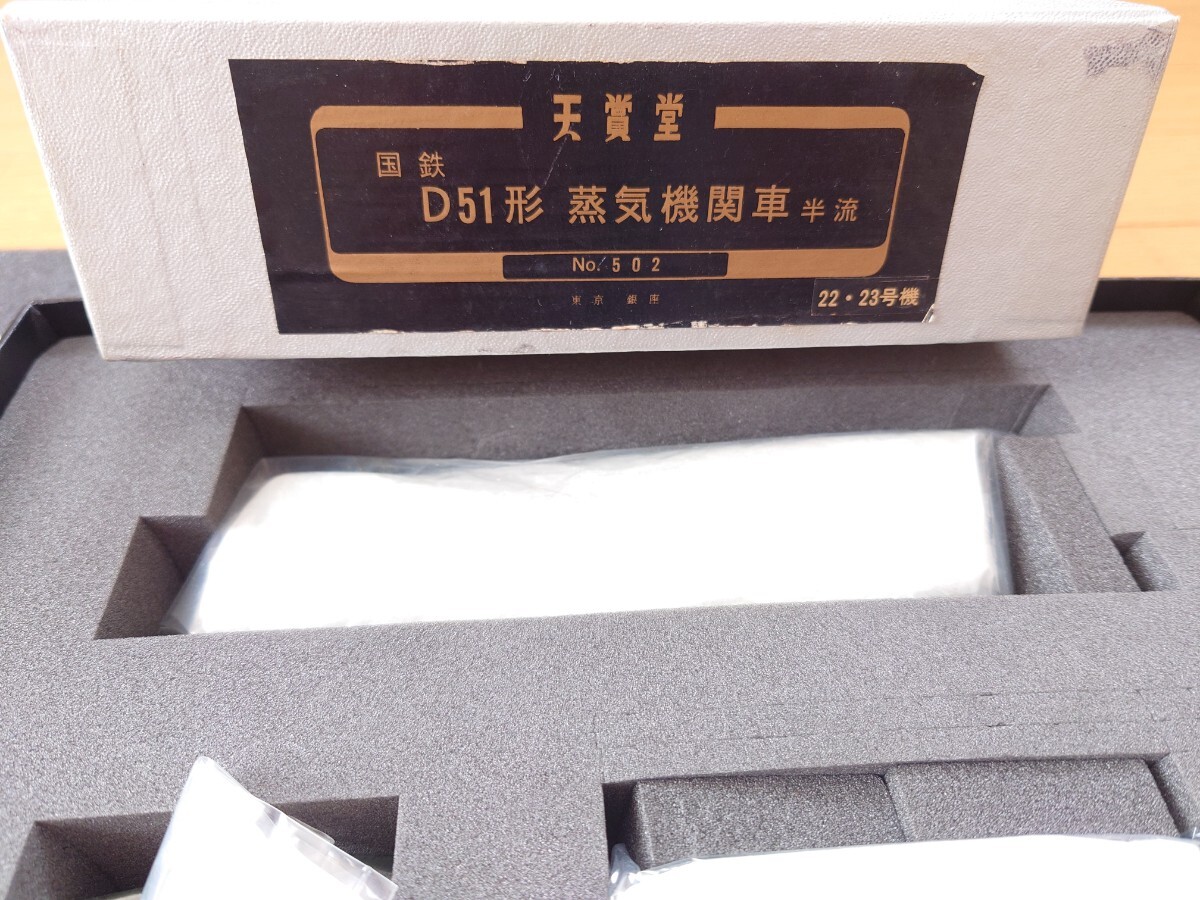 天賞堂
国鉄
D51形 蒸気機関車 半流
No. 502
東京 銀座
22・23号機